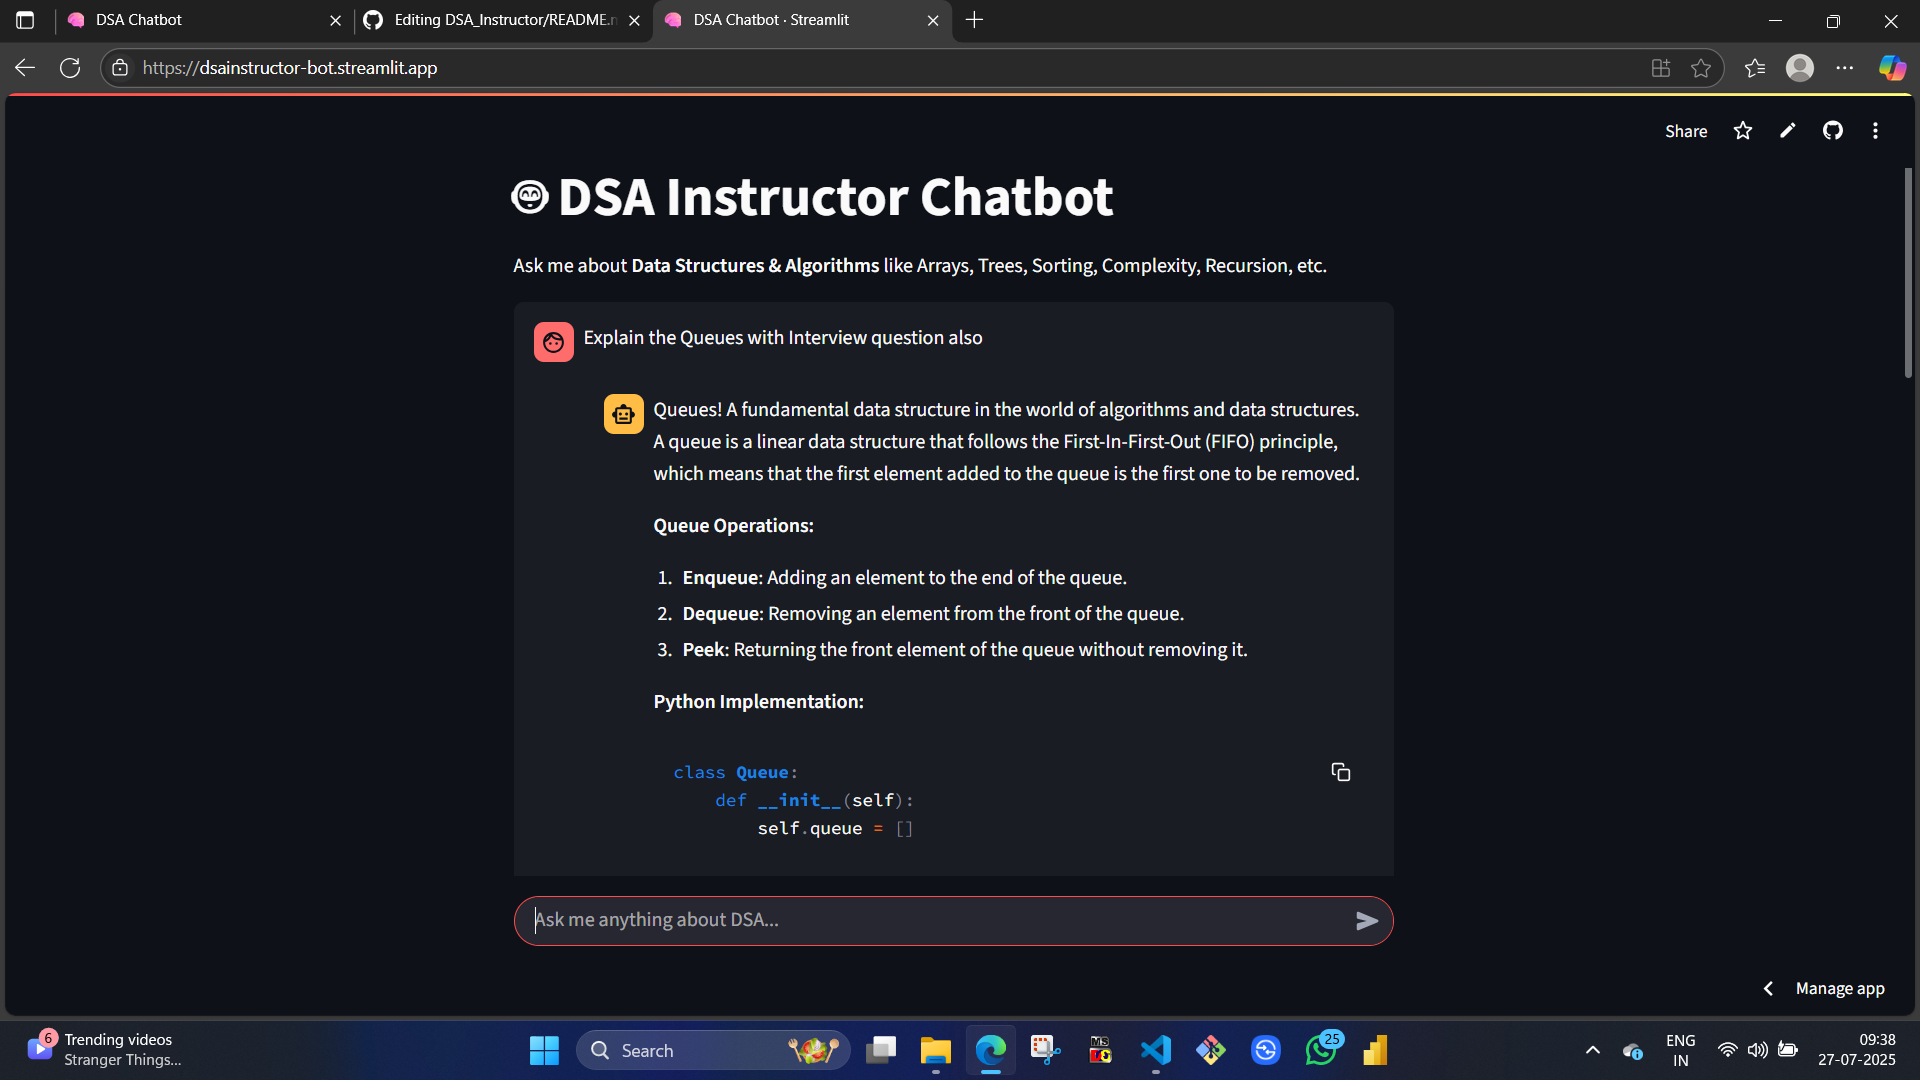 DSA Chatbot
Editing DSA_Instructor/README.m
DSA Chatbot · Streamlit
https://dsainstructor-bot.streamlit.app
Share
DSA Instructor Chatbot
Ask me about Data Structures & Algorithms like Arrays, Trees, Sorting, Complexity, Recursion, etc.
Explain the Queues with Interview question also
Queues! A fundamental data structure in the world of algorithms and data structures.
A queue is a linear data structure that follows the First-In-First-Out (FIFO) principle,
which means that the first element added to the queue is the first one to be removed.
Queue Operations:
1. Enqueue: Adding an element to the end of the queue.
2. Dequeue: Removing an element from the front of the queue.
3. Peek: Returning the front element of the queue without removing it.
Python Implementation:
class Queue:
def __init__(self):
self.queue = []
Ask me anything about DSA...
Manage app
6
Trending videos
Stranger Things...
Search
MS
DS
25
ENG
IN
09:38
27-07-2025